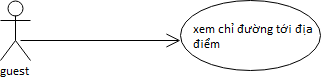 xem chỉ đường tới địa
điểm
guest